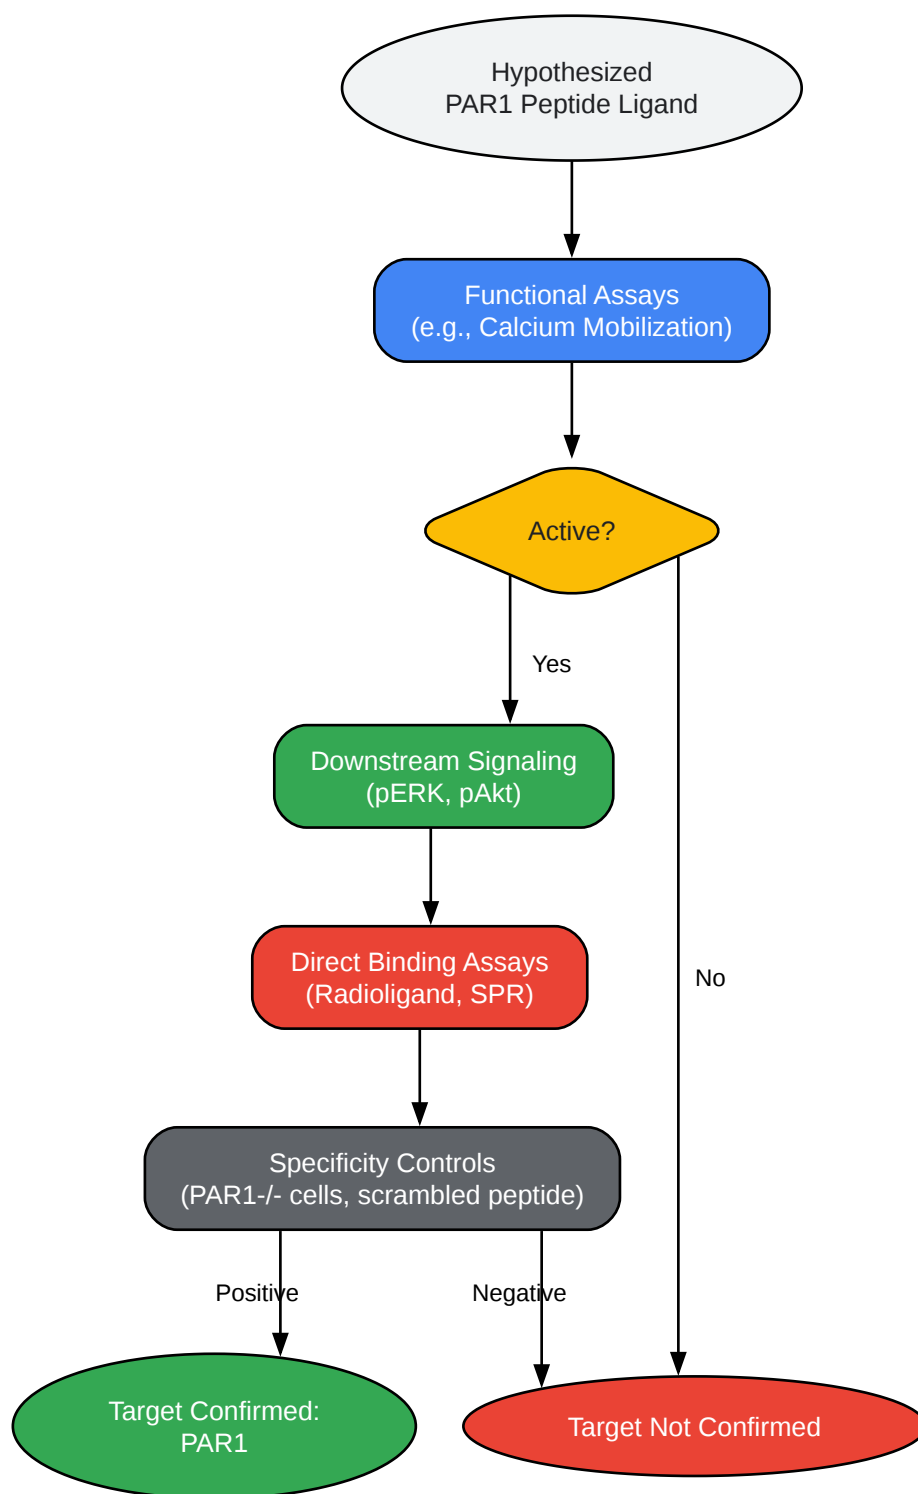 Hypothesized
PAR1 Peptide Ligand
Functional Assays
(e.g., Calcium Mobilization)
Active?
Yes
Downstream Signaling
(pERK, pAkt)
Direct Binding Assays
(Radioligand, SPR)
No
Specificity Controls
(PAR1-/- cells, scrambled peptide)
Positive
Negative
Target Confirmed:
PAR1
Target Not Confirmed